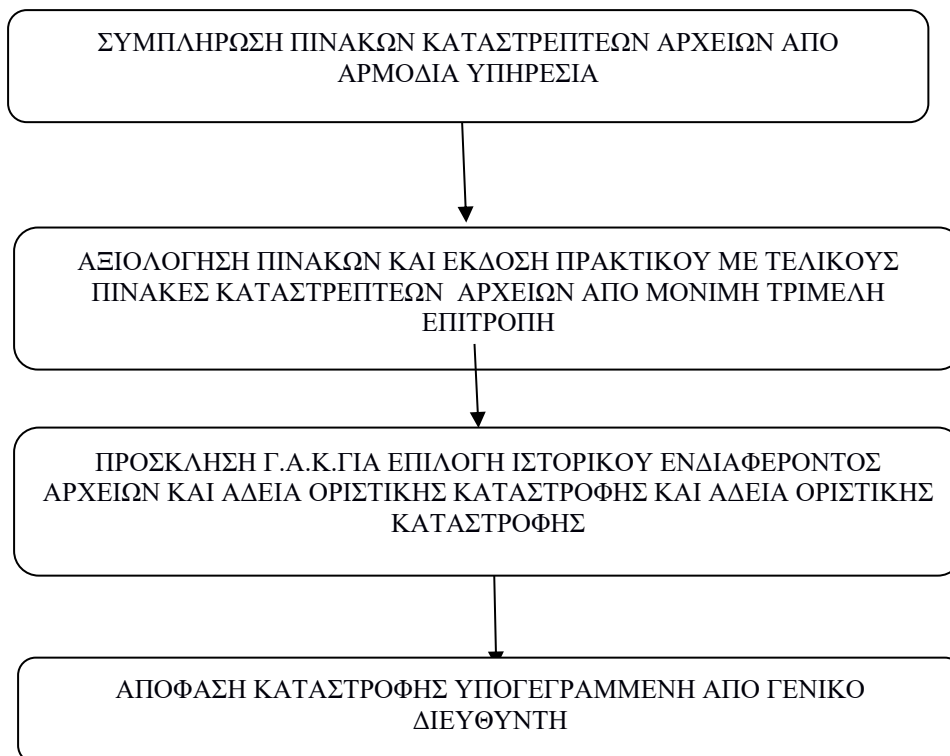 ΣΥΜΠΛΗΡΩΣΗ ΠΙΝΑΚΩΝ ΚΑΤΑΣΤΡΕΠΤΕΩΝ ΑΡΧΕΙΩΝ ΑΠΟ
ΑΡΜΟΔΙΑ ΥΠΗΡΕΣΙΑ
ΑΞΙΟΛΟΓΗΣΗ ΠΙΝΑΚΩΝ ΚΑΙ ΕΚΔΟΣΗ ΠΡΑΚΤΙΚΟΥ ΜΕ ΤΕΛΙΚΟΥΣ
ΠΙΝΑΚΕΣ ΚΑΤΑΣΤΡΕΠΤΕΩΝ ΑΡΧΕΙΩΝ ΑΠΟ ΜΟΝΙΜΗ ΤΡΙΜΕΛΗ
ΕΠΙΤΡΟΠΗ
ΠΡΟΣΚΛΗΣΗ Γ.Α.Κ.ΓΙΑ ΕΠΙΛΟΓΗ ΙΣΤΟΡΙΚΟΥ ΕΝΔΙΑΦΕΡΟΝΤΟΣ
ΑΡΧΕΙΩΝ ΚΑΙ ΑΔΕΙΑ ΟΡΙΣΤΙΚΗΣ ΚΑΤΑΣΤΡΟΦΗΣ ΚΑΙ ΑΔΕΙΑ ΟΡΙΣΤΙΚΗΣ
ΚΑΤΑΣΤΡΟΦΗΣ
ΑΠΟΦΑΣΗ ΚΑΤΑΣΤΡΟΦΗΣ ΥΠΟΓΕΓΡΑΜΜΕΝΗ ΑΠΟ ΓΕΝΙΚΟ
ΔΙΕΥΘΥΝΤΗ